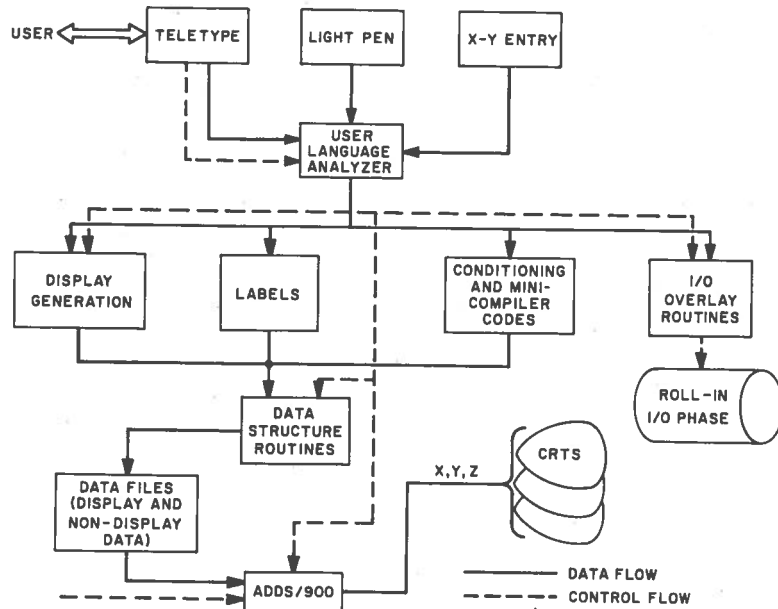 USER
TELETYPE
LIGHT PEN
X-Y ENTRY
USER
LANGUAGE
ANALYZER
DISPLAY
GENERATION
LABELS
CONDITIONING
AND MINI-
COMPILER
CODES
I/O
OVERLAY
ROUTINES
DATA
STRUCTURE
ROUTINES
ROLL-IN
I/O PHASE
DATA FILES
(DISPLAY AND
NON-DISPLAY
DATA)
X,Y,Z
CRTS
ADDS/900
DATA FLOW
CONTROL FLOW